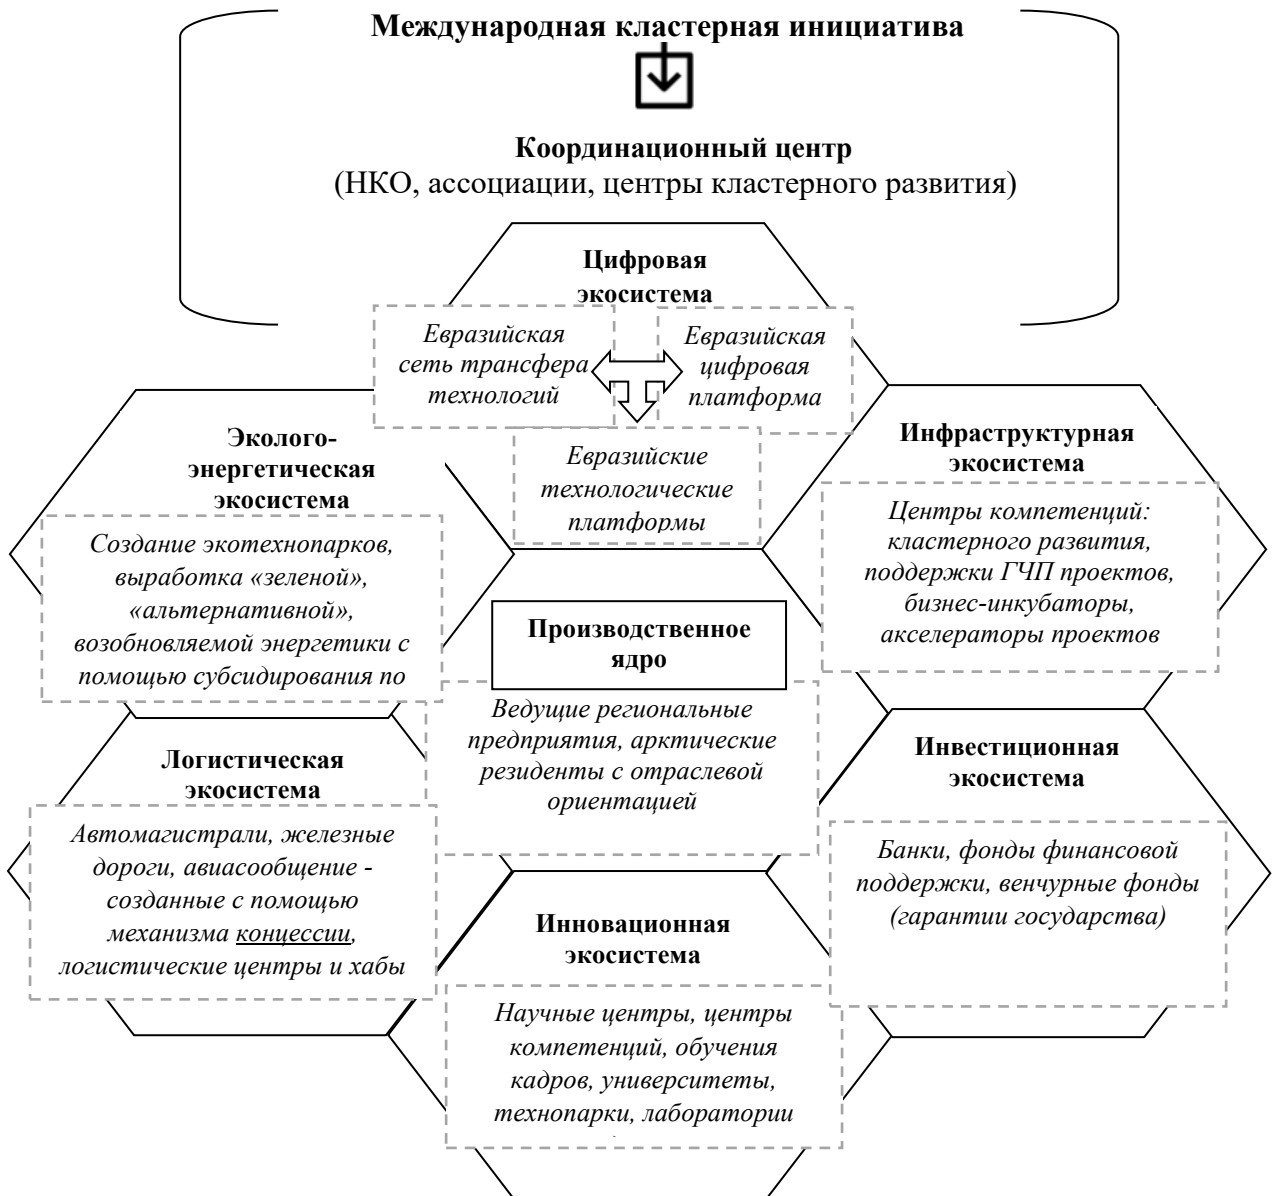 Международная кластерная инициатива
Координационный центр
(НКО, ассоциации, центры кластерного развития)
Цифровая
экосистема
Евразийская
сеть трансфера
технологий
Евразийская
цифровая
платформа
Евразийские
технологические
платформы
Эколого-
энергетическая
экосистема
Создание экотехнопарков,
выработка «зеленой»,
«альтернативной»,
возобновляемой энергетики с
помощью субсидирования по
Инфраструктурная
экосистема
Центры компетенций:
кластерного развития,
поддержки ГЧП проектов,
бизнес-инкубаторы,
акселераторы проектов
Производственное
ядро
Ведущие региональные
предприятия, арктические
резиденты с отраслевой
ориентацией
Логистическая
экосистема
Автомагистрали, железные
дороги, авиасообщение -
созданные с помощью
механизма концессии,
логистические центры и хабы
Инвестиционная
экосистема
Банки, фонды финансовой
поддержки, венчурные фонды
(гарантии государства)
Инновационная
экосистема
Научные центры, центры
компетенций, обучения
кадров, университеты,
технопарки, лаборатории